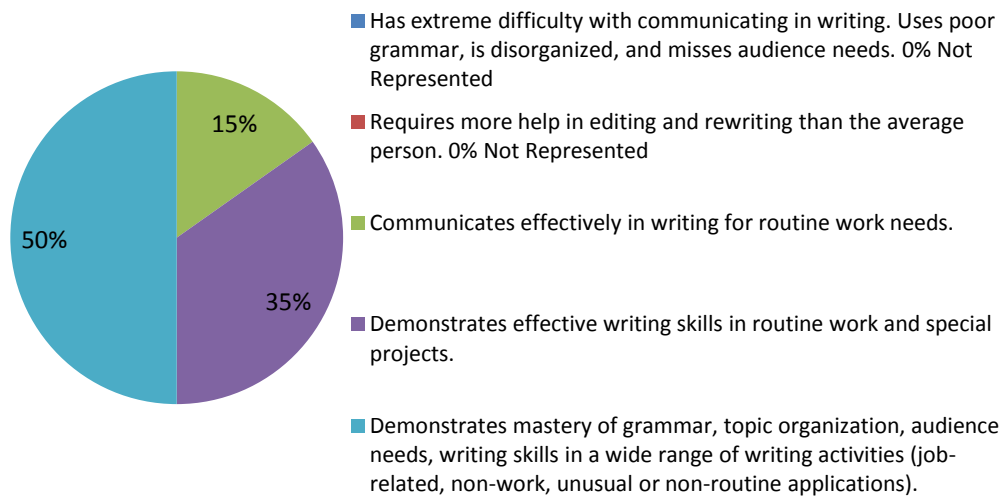 Has extreme difficulty with communicating in writing. Uses poor
grammar, is disorganized, and misses audience needs. 0% Not
Represented
15%
Requires more help in editing and rewriting than the average
person. 0% Not Represented
Communicates effectively in writing for routine work needs.
50%
35%
Demonstrates effective writing skills in routine work and special
projects.
Demonstrates mastery of grammar, topic organization, audience
needs, writing skills in a wide range of writing activities (job-
related, non-work, unusual or non-routine applications).